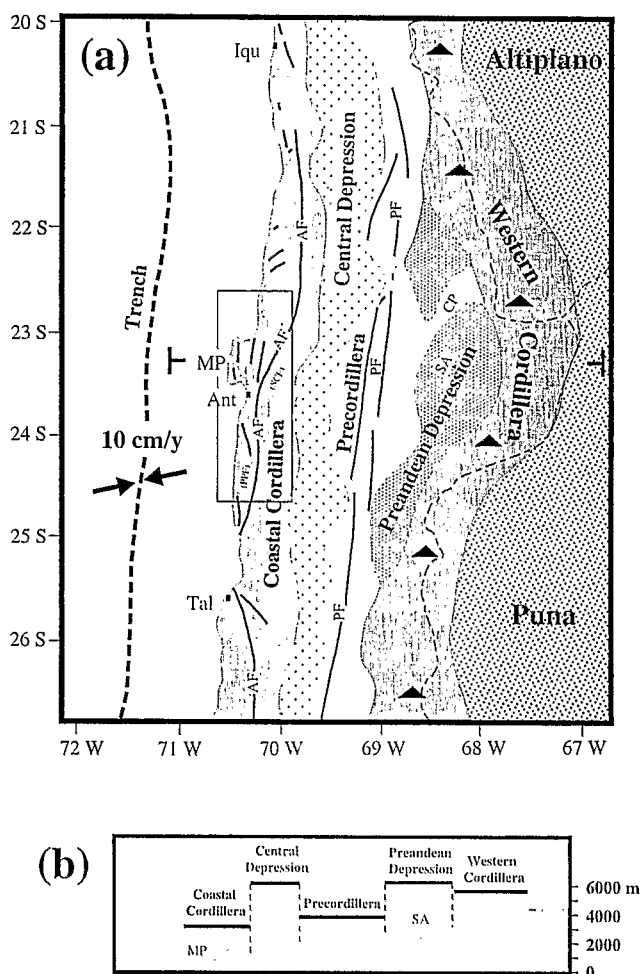 (a)
20 S
21 S
22 S
23 S
24 S
25 S
26 S
72 W
71 W
70 W
69 W
68 W
67 W
Iqu
Altiplano
Central Depression
AF
PF
Western
Cordillera
Trench
CP
MP
AF
SA
Ant
Precordillera
PF
AF
10 cm/y
Preandean Depression
Coastal Cordillera
Tal
PF
Puna
AF
(b)
Central
Depression
Preandean
Depression
Western
Cordillera
Coastal
Cordillera
Precordillera
MP
SA
6000 m
4000
2000
0